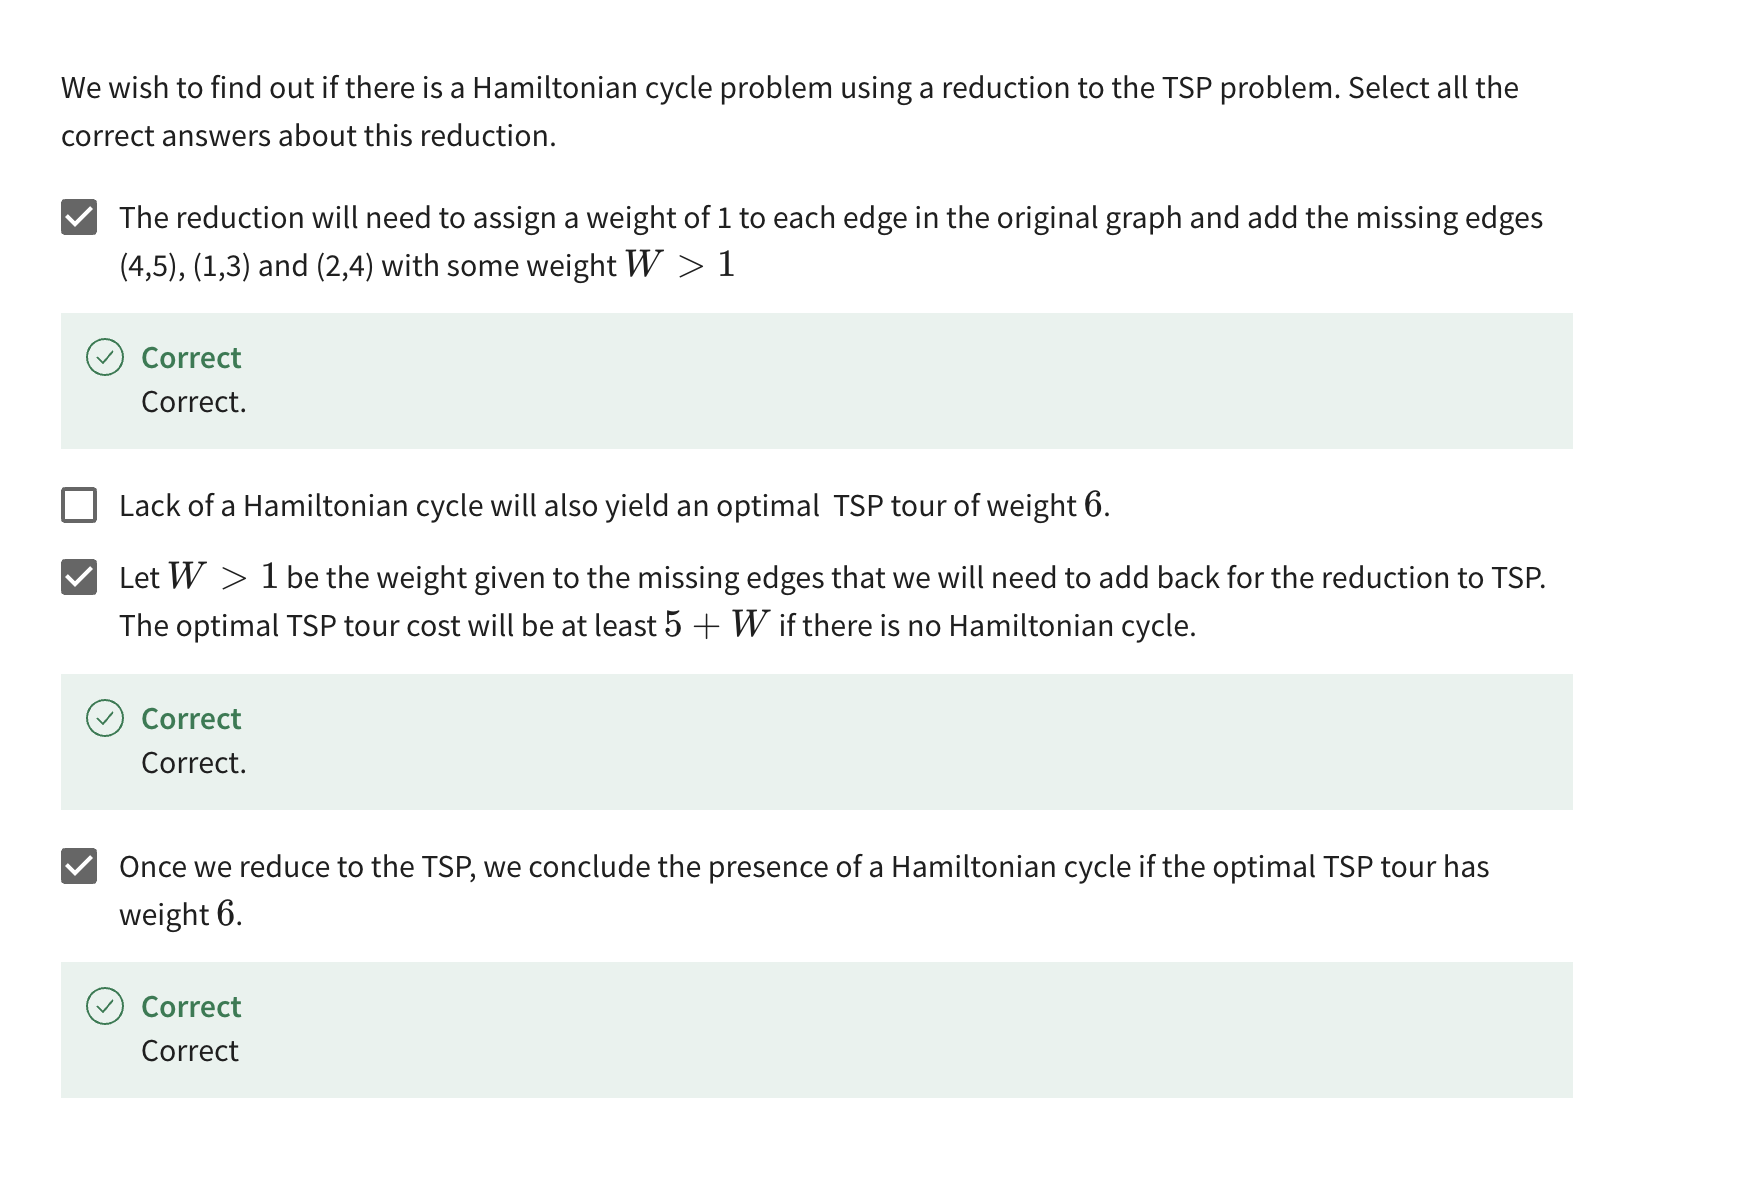 We wish to find out if there is a Hamiltonian cycle problem using a reduction to the TSP problem. Select all the
correct answers about this reduction.
The reduction will need to assign a weight of 1 to each edge in the original graph and add the missing edges
(4,5), (1,3) and (2,4) with some weight W > 1
Correct
Correct.
Lack of a Hamiltonian cycle will also yield an optimal TSP tour of weight 6.
Let W > 1 be the weight given to the missing edges that we will need to add back for the reduction to TSP.
The optimal TSP tour cost will be at least 5 + W if there is no Hamiltonian cycle.
Correct
Correct.
Once we reduce to the TSP, we conclude the presence of a Hamiltonian cycle if the optimal TSP tour has
weight 6.
Correct
Correct